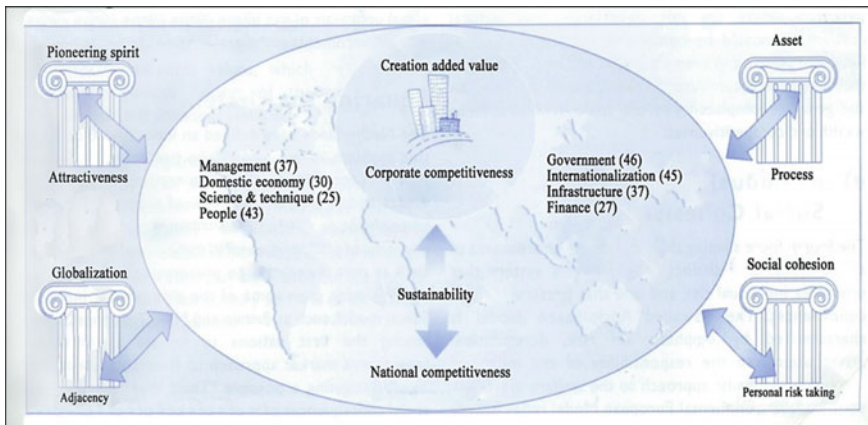 Pioneering spirit
Attractiveness
Creation added value
Corporate competitiveness
Asset
Process
Management (37)
Domestic economy (30)
Science & technique (25)
People (43)
Government (46)
Internationalization (45)
Infrastructure (37)
Finance (27)
Globalization
Adjacency
Sustainability
National competitiveness
Social cohesion
Personal risk taking